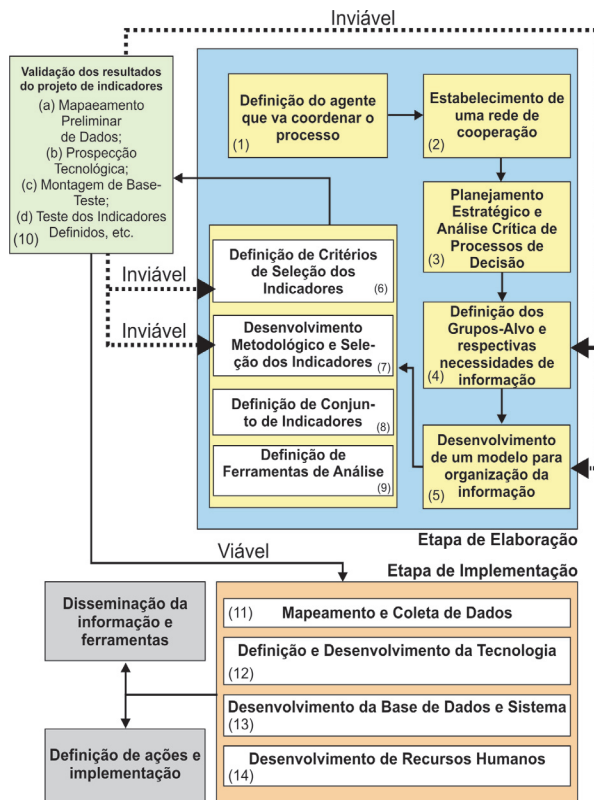 Inviável
Validação dos resultados
do projeto de indicadores
(a) Mapaeamento
Preliminar
de Dados;
(b) Prospecção
Tecnológica;
(c) Montagem de Base-
Teste;
(d) Teste dos Indicadores
Definidos, etc.
(10)
Definição do agente
que va coordenar o
processo
(1)
Estabelecimento de
uma rede de
cooperação
(2)
Planejamento
Estratégico e
Análise Crítica de
Processos de
Decisão
(3)
Definição dos
Grupos-Alvo e
respectivas
necessidades de
informação
(4)
Desenvolvimento
de um modelo para
organização da
informação
(5)
Inviável
Inviável
Definição de Critérios
de Seleção dos
Indicadores
(6)
Desenvolvimento
Metodológico e Sele-
ção dos Indicadores
(7)
Definição de Conjun-
to de Indicadores
(8)
Definição de
Ferramentas de Análise
(9)
Etapa de Elaboração
Viável
Etapa de Implementação
(11) Mapeamento e Coleta de Dados
Definição e Desenvolvimento da Tecnologia
(12)
Desenvolvimento da Base de Dados e Sistema
(13)
Desenvolvimento de Recursos Humanos
(14)
Disseminação da
informação e
ferramentas
Definição de ações e
implementação